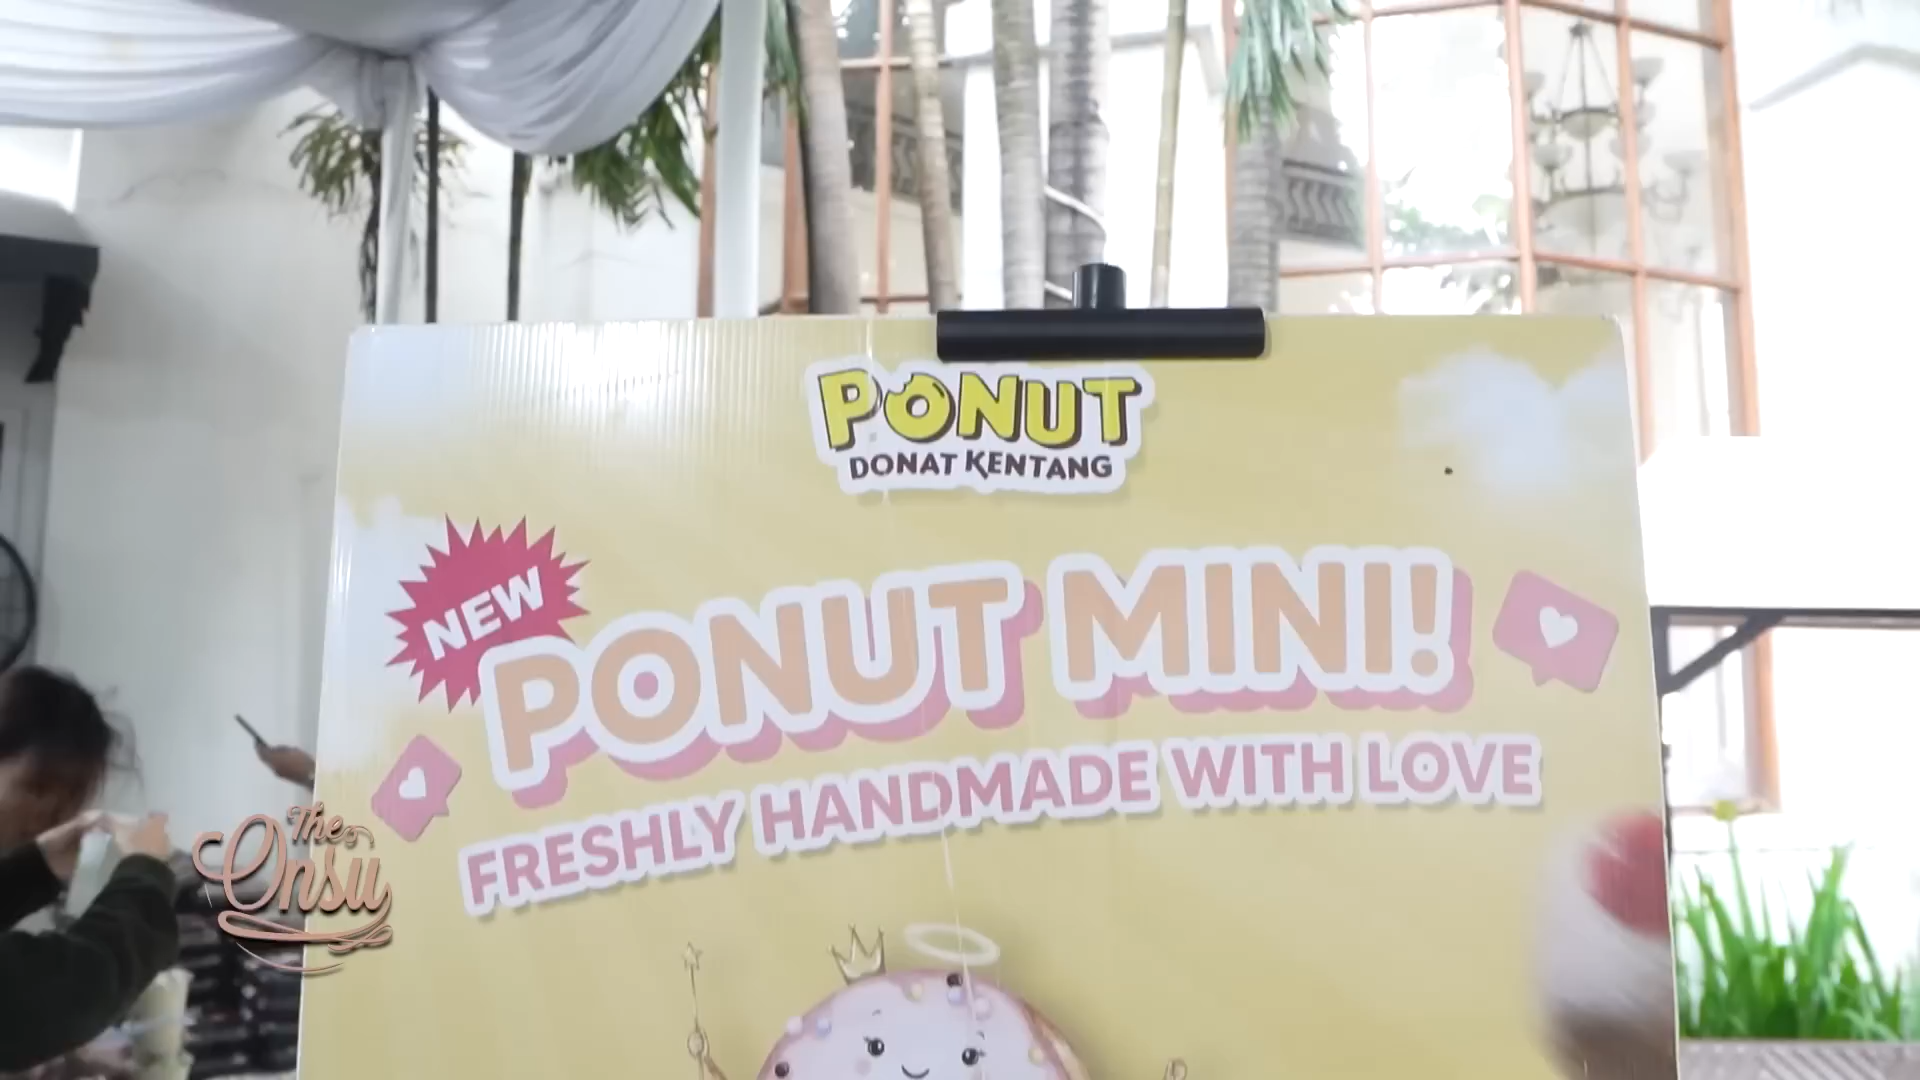 PONUT
DONAT KENTANG
NEW
PONUT MINI!
FRESHLY HANDMADE WITH LOVE
The
Onsu